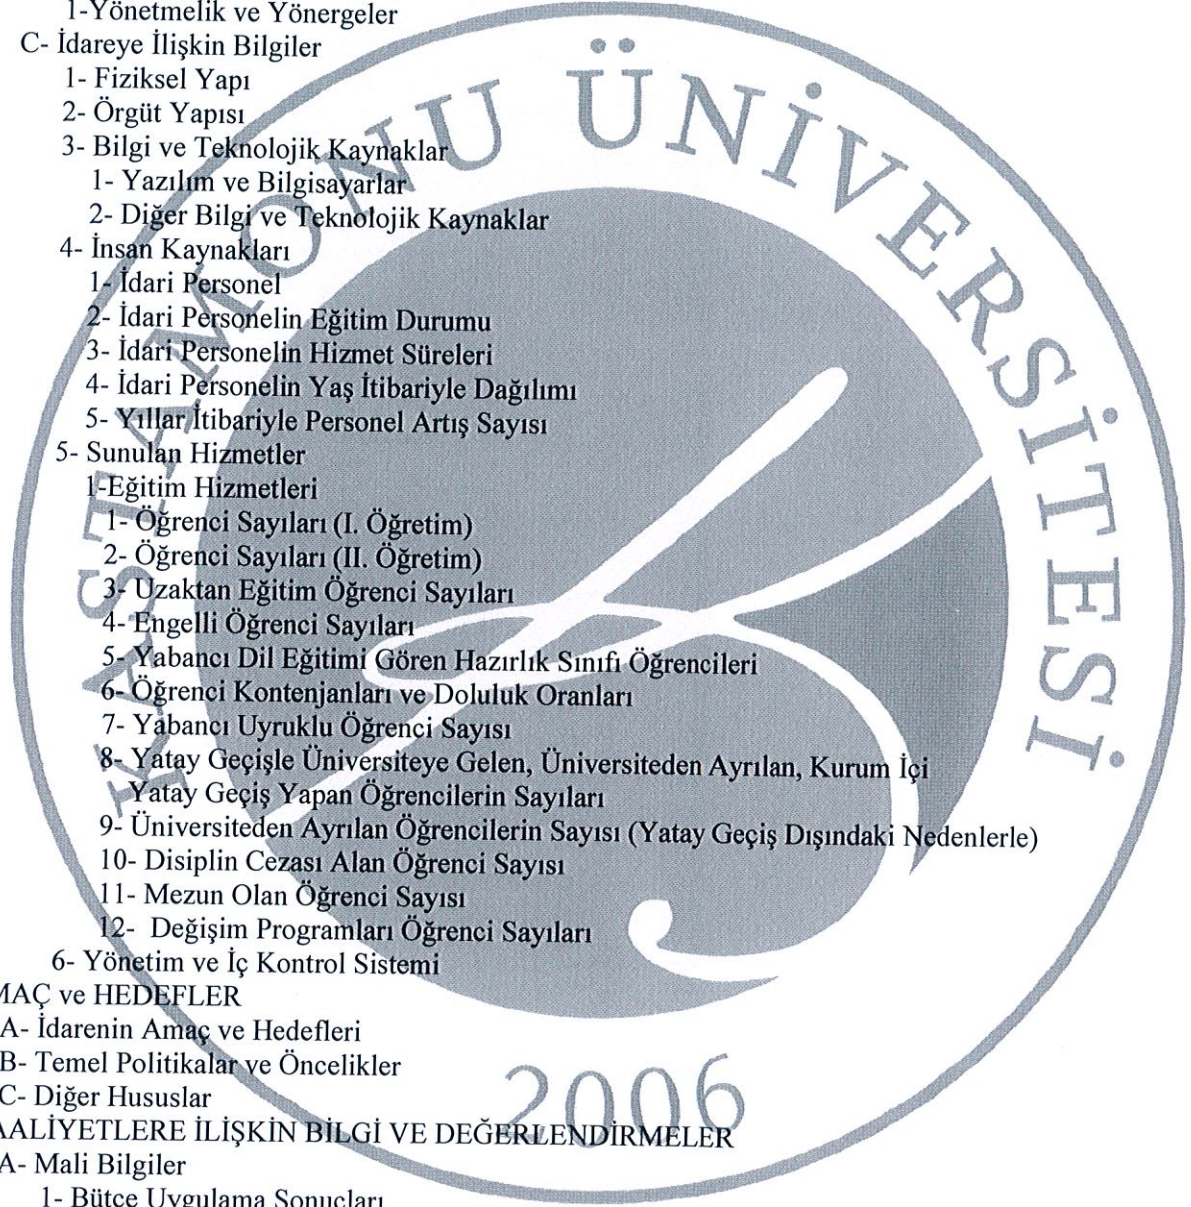 1-Yönetmelik ve Yönergeler
C- İdareye İlişkin Bilgiler
1- Fiziksel Yapı
2- Örgüt Yapısı
3- Bilgi ve Teknolojik Kaynaklar
1- Yazılım ve Bilgisayarlar
2- Diğer Bilgi ve Teknolojik Kaynaklar
4- İnsan Kaynakları
1- İdari Personel
2- İdari Personelin Eğitim Durumu
3- İdari Personelin Hizmet Süreleri
4- İdari Personelin Yaş İtibariyle Dağılımı
5- Yıllar İtibariyle Personel Artış Sayısı
5- Sunulan Hizmetler
1-Eğitim Hizmetleri
1- Öğrenci Sayıları (I. Öğretim)
2- Öğrenci Sayıları (II. Öğretim)
3- Uzaktan Eğitim Öğrenci Sayıları
4- Engelli Öğrenci Sayıları
5- Yabancı Dil Eğitimi Gören Hazırlık Sınıfı Öğrencileri
6- Öğrenci Kontenjanları ve Doluluk Oranları
7- Yabancı Uyruklu Öğrenci Sayısı
8- Yatay Geçişle Üniversiteye Gelen, Üniversiteden Ayrılan, Kurum İçi
Yatay Geçiş Yapan Öğrencilerin Sayıları
9- Üniversiteden Ayrılan Öğrencilerin Sayısı (Yatay Geçiş Dışındaki Nedenlerle)
10- Disiplin Cezası Alan Öğrenci Sayısı
11- Mezun Olan Öğrenci Sayısı
12- Değişim Programları Öğrenci Sayıları
6- Yönetim ve İç Kontrol Sistemi
MAÇ ve HEDEFLER
A- İdarenin Amaç ve Hedefleri
B- Temel Politikalar ve Öncelikler
C- Diğer Hususlar
AALİYETLERE İLİŞKİN BİLGİ VE DEĞERLENDİRMELER
A- Mali Bilgiler
1- Bütçe Uygulama Sonuçları
KASTAMONU ÜNİVERSİTESİ
2006